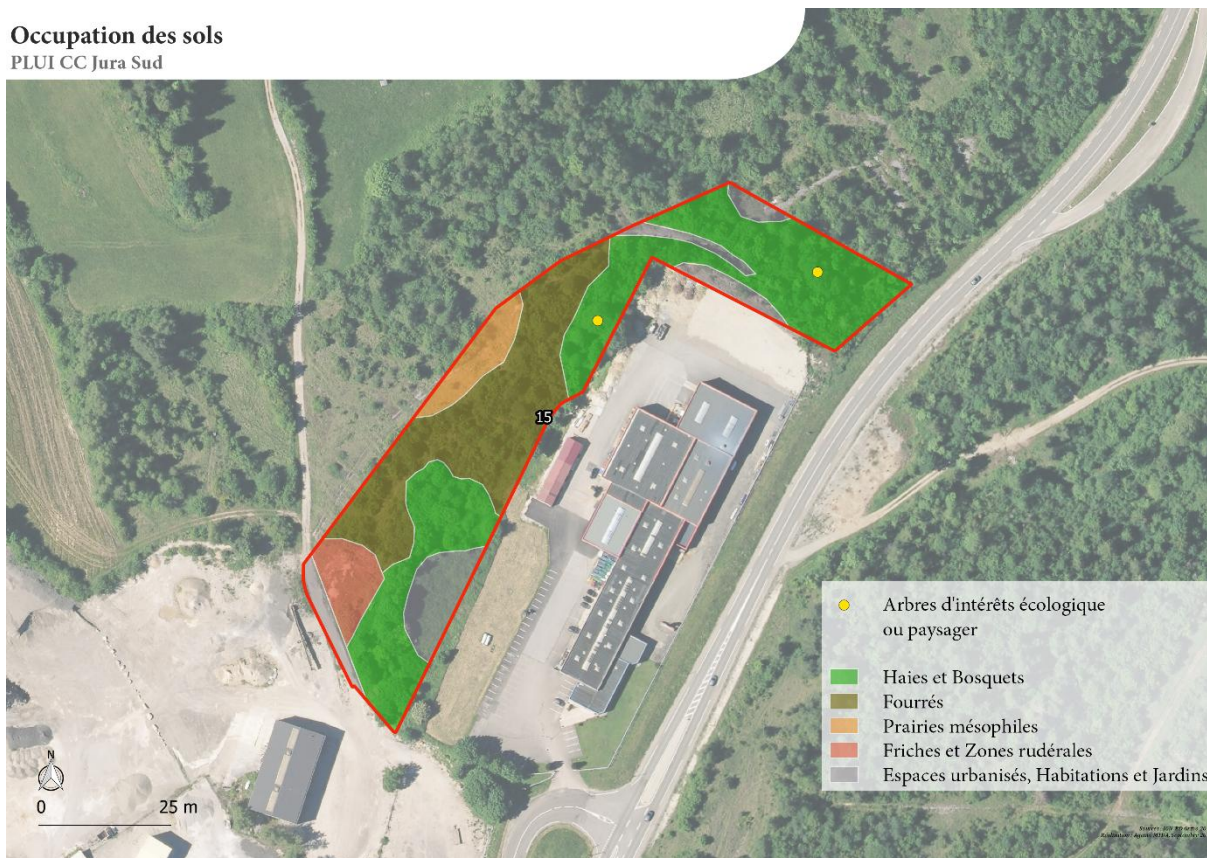 Occupation des sols
PLUI CC Jura Sud
15
Arbres d'intérêts écologique
ou paysager
Haies et Bosquets
Fourrés
Prairies mésophiles
Friches et Zones rudérales
Espaces urbanisés, Habitations et Jardins
N
0 25 m